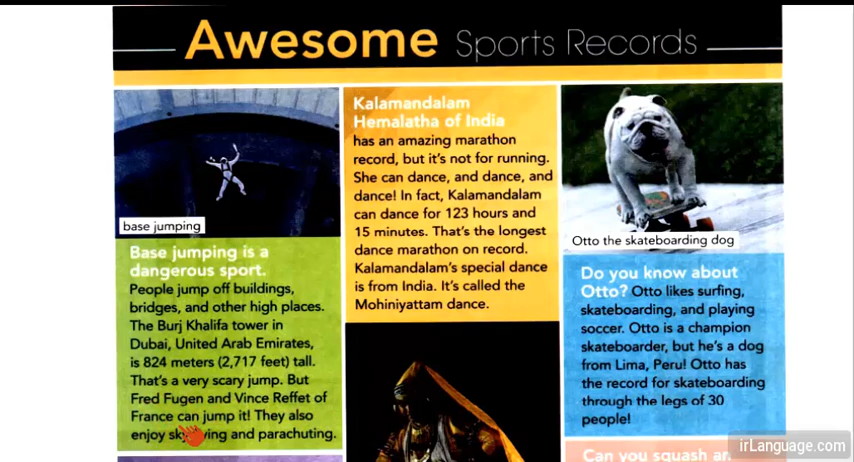 Awesome Sports Records
base jumping
Base jumping is a
dangerous sport.
People jump off buildings,
bridges, and other high places.
The Burj Khalifa tower in
Dubai, United Arab Emirates,
is 824 meters (2,717 feet) tall.
That's a very scary jump. But
Fred Fugen and Vince Reffet of
France can jump it! They also
enjoy and parachuting.
Kalamandalam
Hemalatha of India
has an amazing marathon
record, but it's not for running.
She can dance, and dance, and
dance! In fact, Kalamandalam
can dance for 123 hours and
15 minutes. That's the longest
dance marathon on record.
Kalamandalam's special dance
is from India. It's called the
Mohiniyattam dance.
Otto the skateboarding dog
Do you know about
Otto? Otto likes surfing,
skateboarding, and playing
soccer. Otto is a champion
skateboarder, but he's a dog
from Lima, Peru! Otto has
the record for skateboarding
through the legs of 30
people!
Can you squash
irLanguage.com